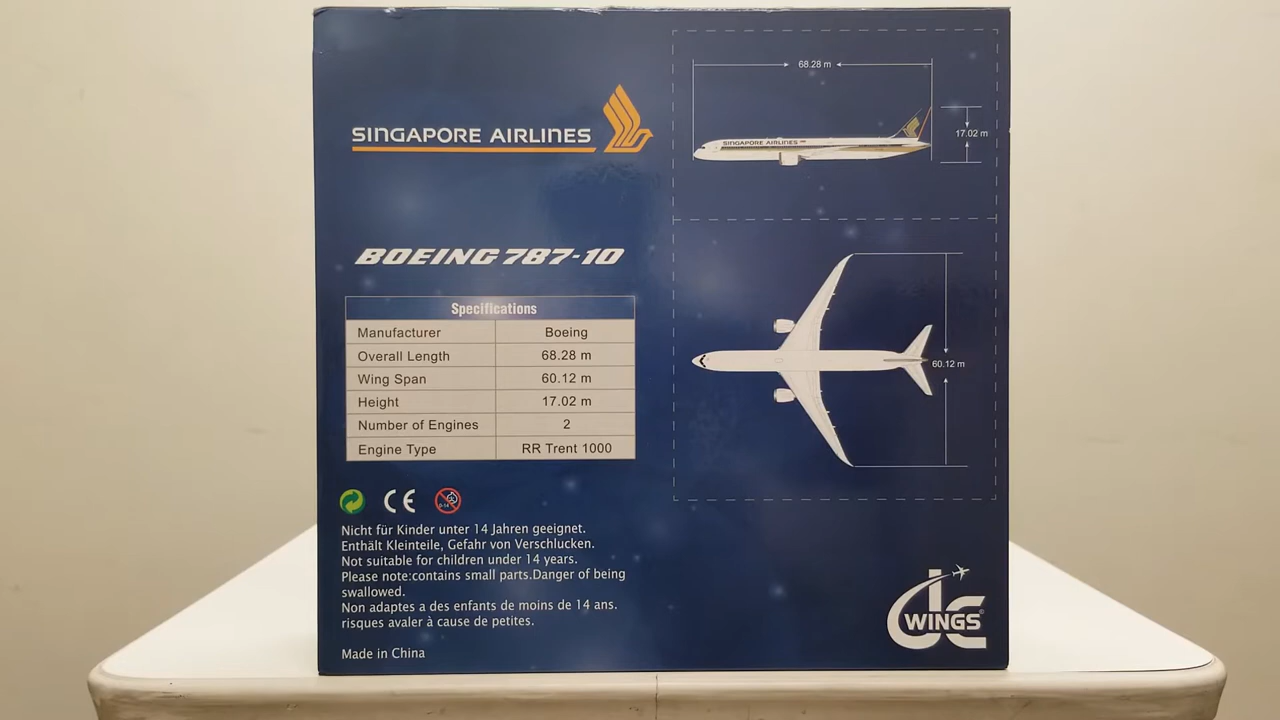 SINGAPORE AIRLINES
BOEING 787-10
Specifications
Manufacturer Boeing
Overall Length 68.28 m
Wing Span 60.12 m
Height 17.02 m
Number of Engines 2
Engine Type RR Trent 1000
CE
0-14
Nicht für Kinder unter 14 Jahren geeignet.
Enthält Kleinteile, Gefahr von Verschlucken.
Not suitable for children under 14 years.
Please note:contains small parts.Danger of being
swallowed.
Non adaptes a des enfants de moins de 14 ans.
risques avaler à cause de petites.
Made in China
68.28 m
17.02 m
SINGAPORE AIRLINES
60.12 m
JC
WINGS
©